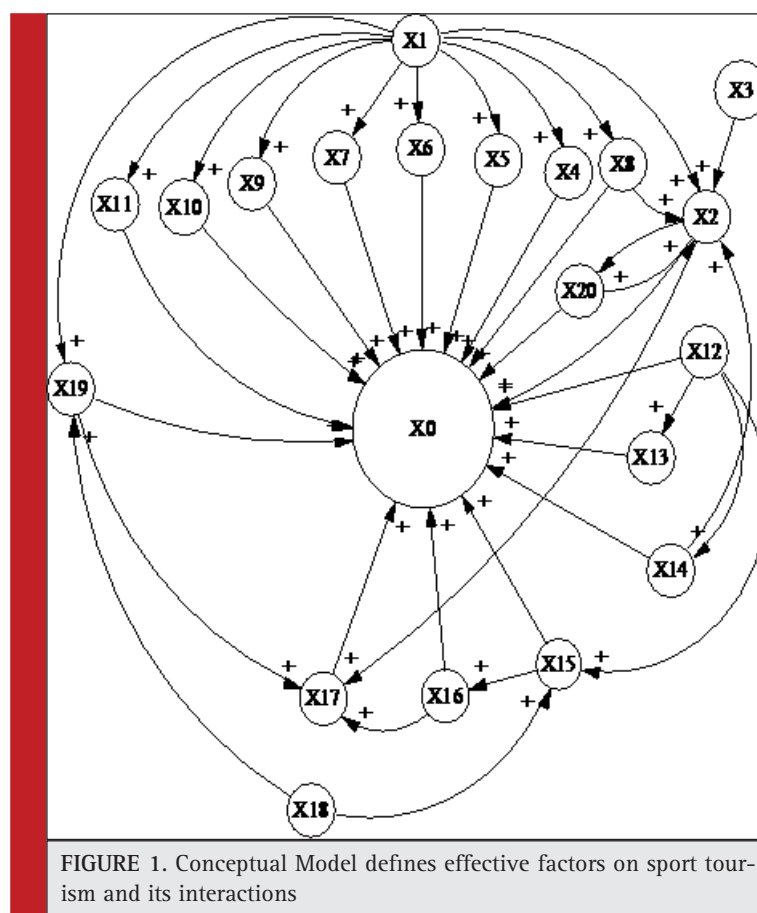 X1
X3
X6
X7
X5
X8
X4
X9
X11
X10
X2
X20
X12
X19
X0
X13
X14
X15
X17
X16
X18
FIGURE 1. Conceptual Model defines effective factors on sport tour-
ism and its interactions